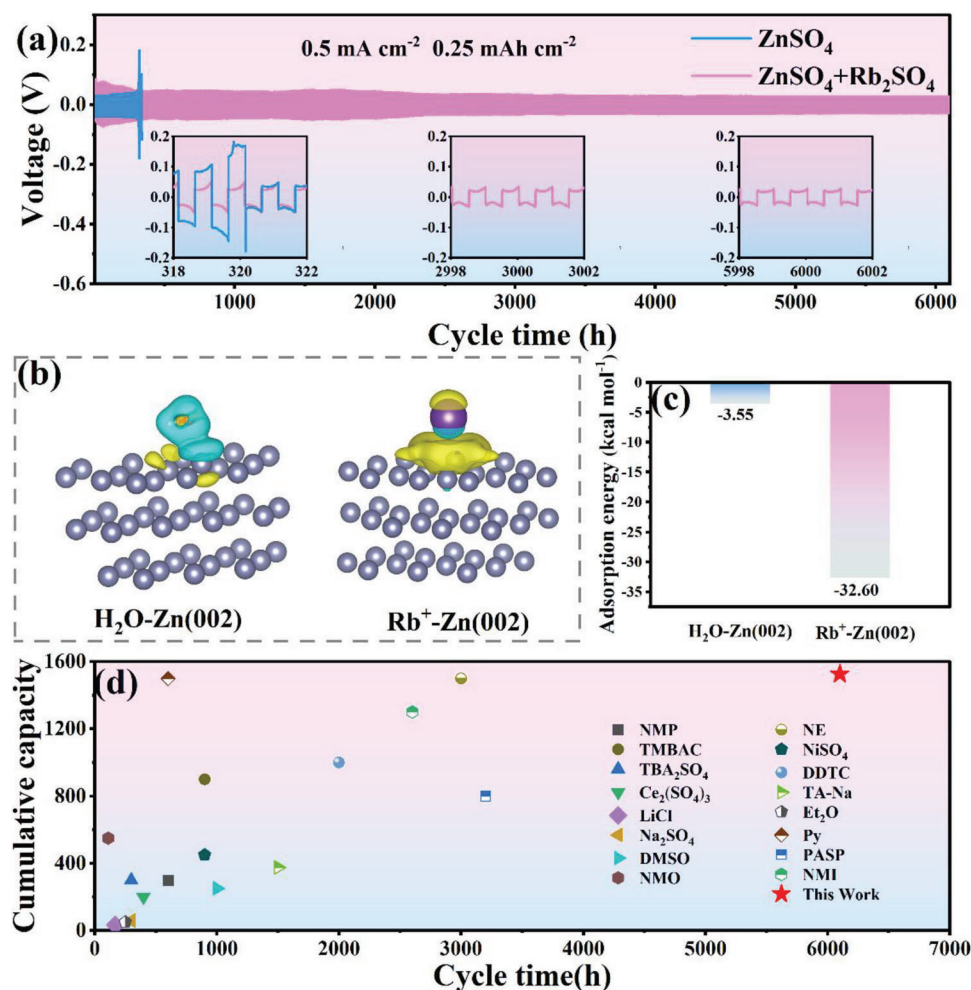 (a)
0.5 mA cm⁻² 0.25 mAh cm⁻²
ZnSO₄
ZnSO₄+Rb₂SO₄
Voltage (V)
0.2
0.0
-0.2
-0.4
-0.6
0.2
0.1
0.0
-0.1
-0.2
318 320 322
0.2
0.1
0.0
-0.1
-0.2
2998 3000 3002
0.2
0.1
0.0
-0.1
-0.2
5998 6000 6002
1000 2000 3000 4000 5000 6000
Cycle time (h)
(b)
H₂O-Zn(002)
Rb⁺-Zn(002)
(c)
Adsorption energy (kcal mol⁻¹)
0
-5
-10
-15
-20
-25
-30
-35
-3.55
-32.60
H₂O-Zn(002)
Rb⁺-Zn(002)
(d)
Cumulative capacity
1600
1200
800
400
0
NMP
TMBAC
TBA₂SO₄
Ce₂(SO₄)₃
LiCl
Na₂SO₄
DMSO
NMO
NE
NiSO₄
DDTC
TA-Na
Et₂O
Py
PASP
NMI
This Work
0 1000 2000 3000 4000 5000 6000 7000
Cycle time(h)